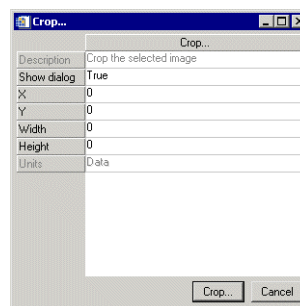 Crop...
Crop...
Description Crop the selected image
Show dialog True
X 0
Y 0
Width 0
Height 0
Units Data
Crop... Cancel